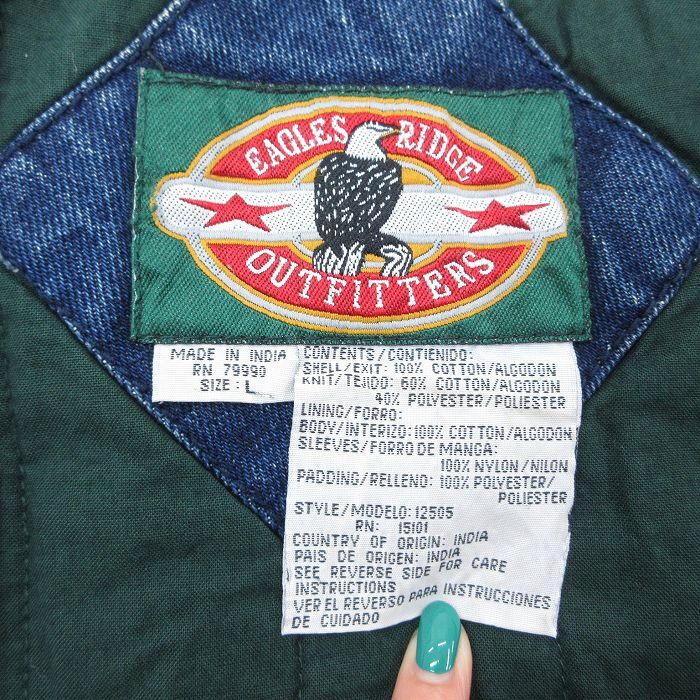 EAGLES RIDGE
OUTFITTERS
MADE IN INDIA
RN 79990
SIZE: L
CONTENTS/CONTIENIDO:
SHELL/EXIT: 100% COTTON/ALGODON
KNIT/TEJIDO: 60% COTTON/ALGODON
40% POLYESTER/POLIESTER
LINING/FORRO:
BODY/INTERIZO:100% COTTON/ALGODON
SLEEVES/FORRO DE MANGA:
100% NYLON/NILON
PADDING/RELLENO: 100% POLYESTER/
POLIESTER
STYLE/MODELO: 12505
RN: 15101
COUNTRY OF ORIGIN: INDIA
PAIS DE ORIGEN: INDIA
SEE REVERSE SIDE FOR CARE
INSTRUCTIONS
VER EL REVERSO PARA INSTRUCCIONES
DE CUIDADO